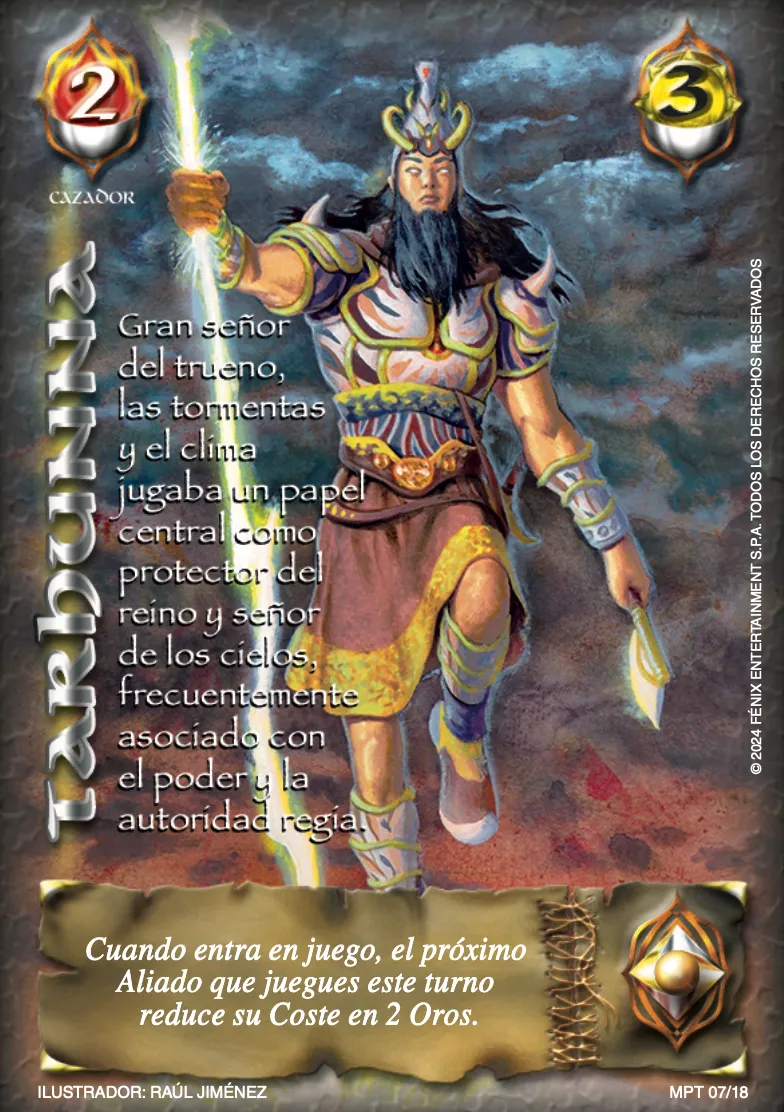 2
3
CAZADOR
TARHUNNA
Gran señor
del trueno,
las tormentas
y el clima
jugaba un papel
central como
protector del
reino y señor
de los cielos,
frecuentemente
asociado con
el poder y la
autoridad regia.
© 2024 FÉNIX ENTERTAINMENT S.P.A. TODOS LOS DERECHOS RESERVADOS
Cuando entra en juego, el próximo
Aliado que juegues este turno
reduce su Coste en 2 Oros.
ILUSTRADOR: RAÚL JIMÉNEZ
MPT 07/18